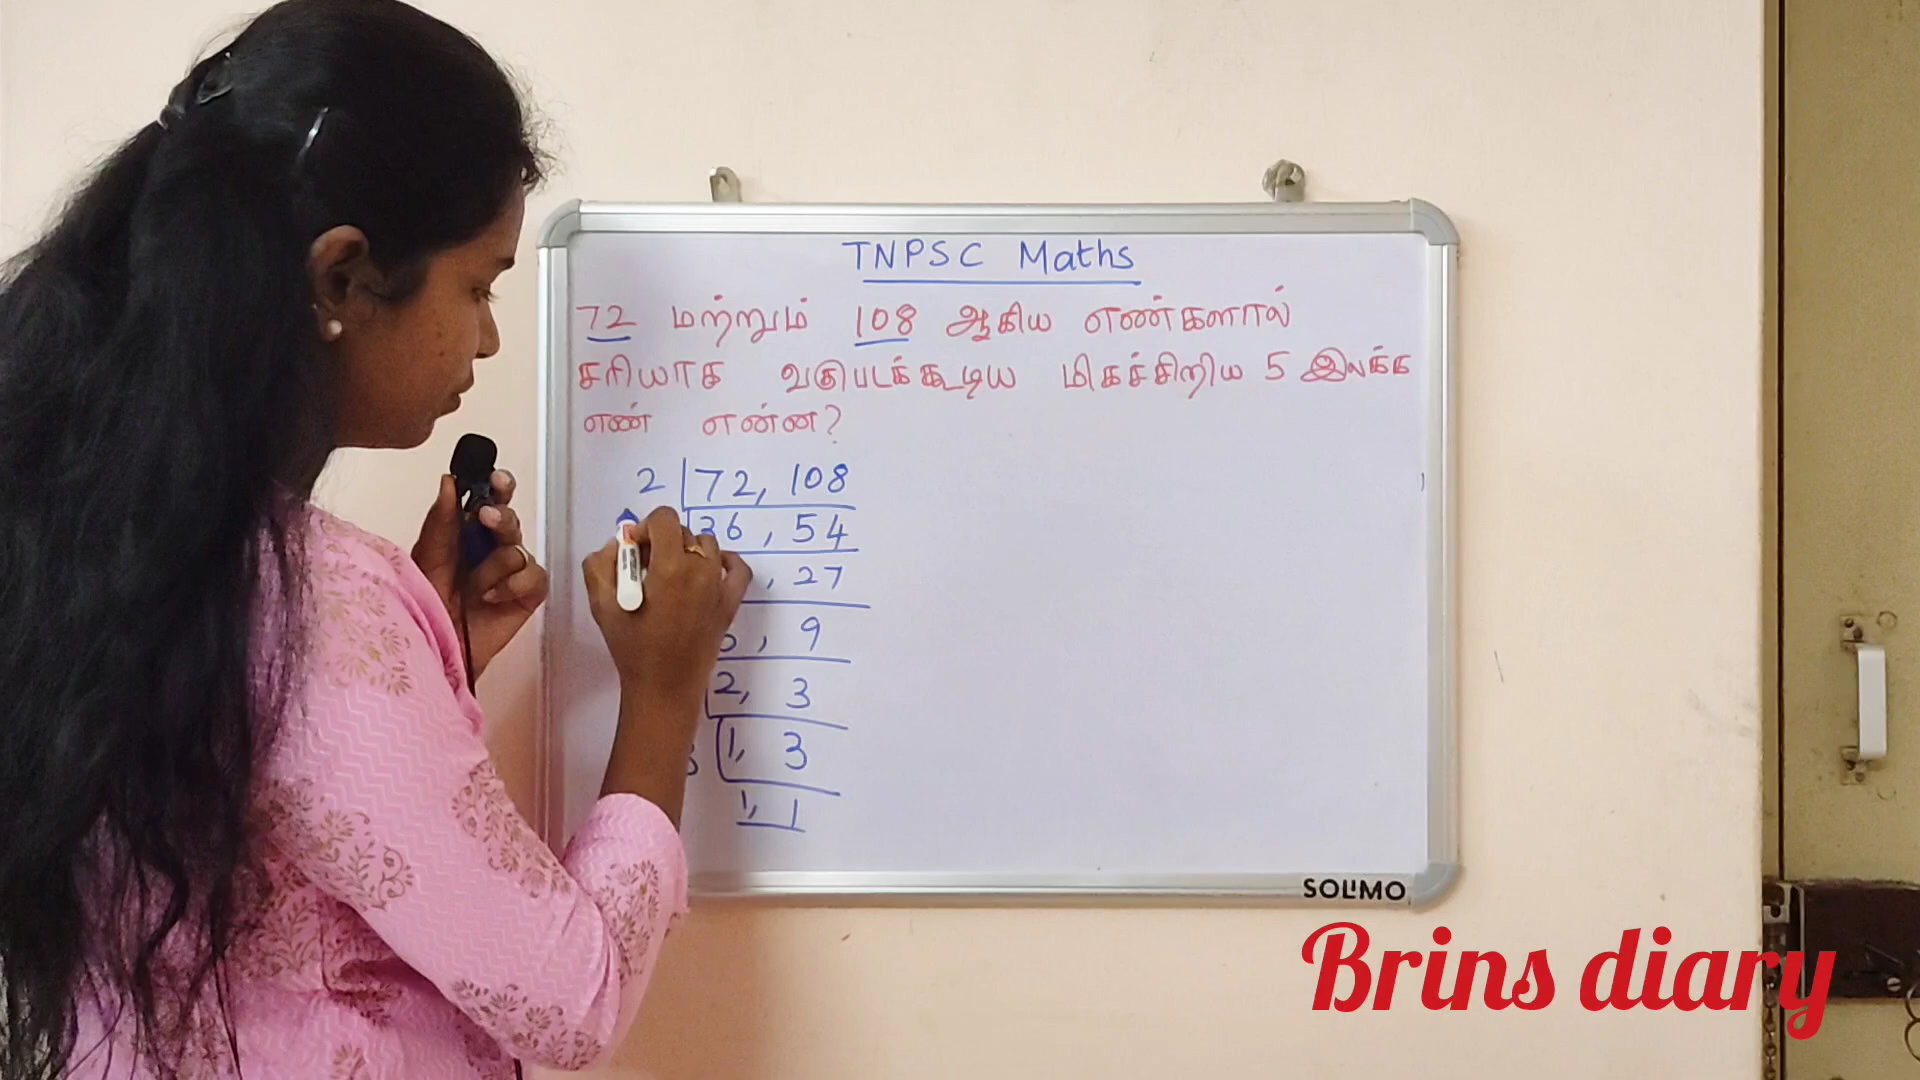 TNPSC Maths
72 மற்றும் 108 ஆகிய எண்களால்
சரியாக வகுபடக்கூடிய மிகச்சிறிய 5 இலக்க
எண் என்ன?
2 72, 108
36, 54
, 27
, 9
2, 3
1, 3
1, 1
SOLIMO
Brins diary